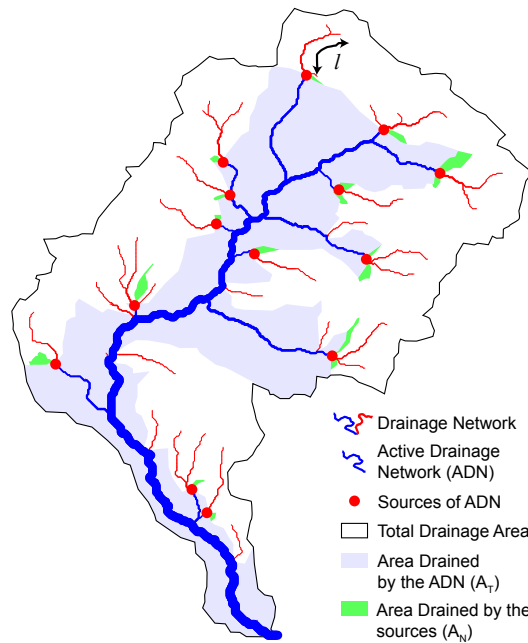 l
Drainage Network
Active Drainage
Network (ADN)
Sources of ADN
Total Drainage Area
Area Drained
by the ADN (A_T)
Area Drained by the
sources (A_N)